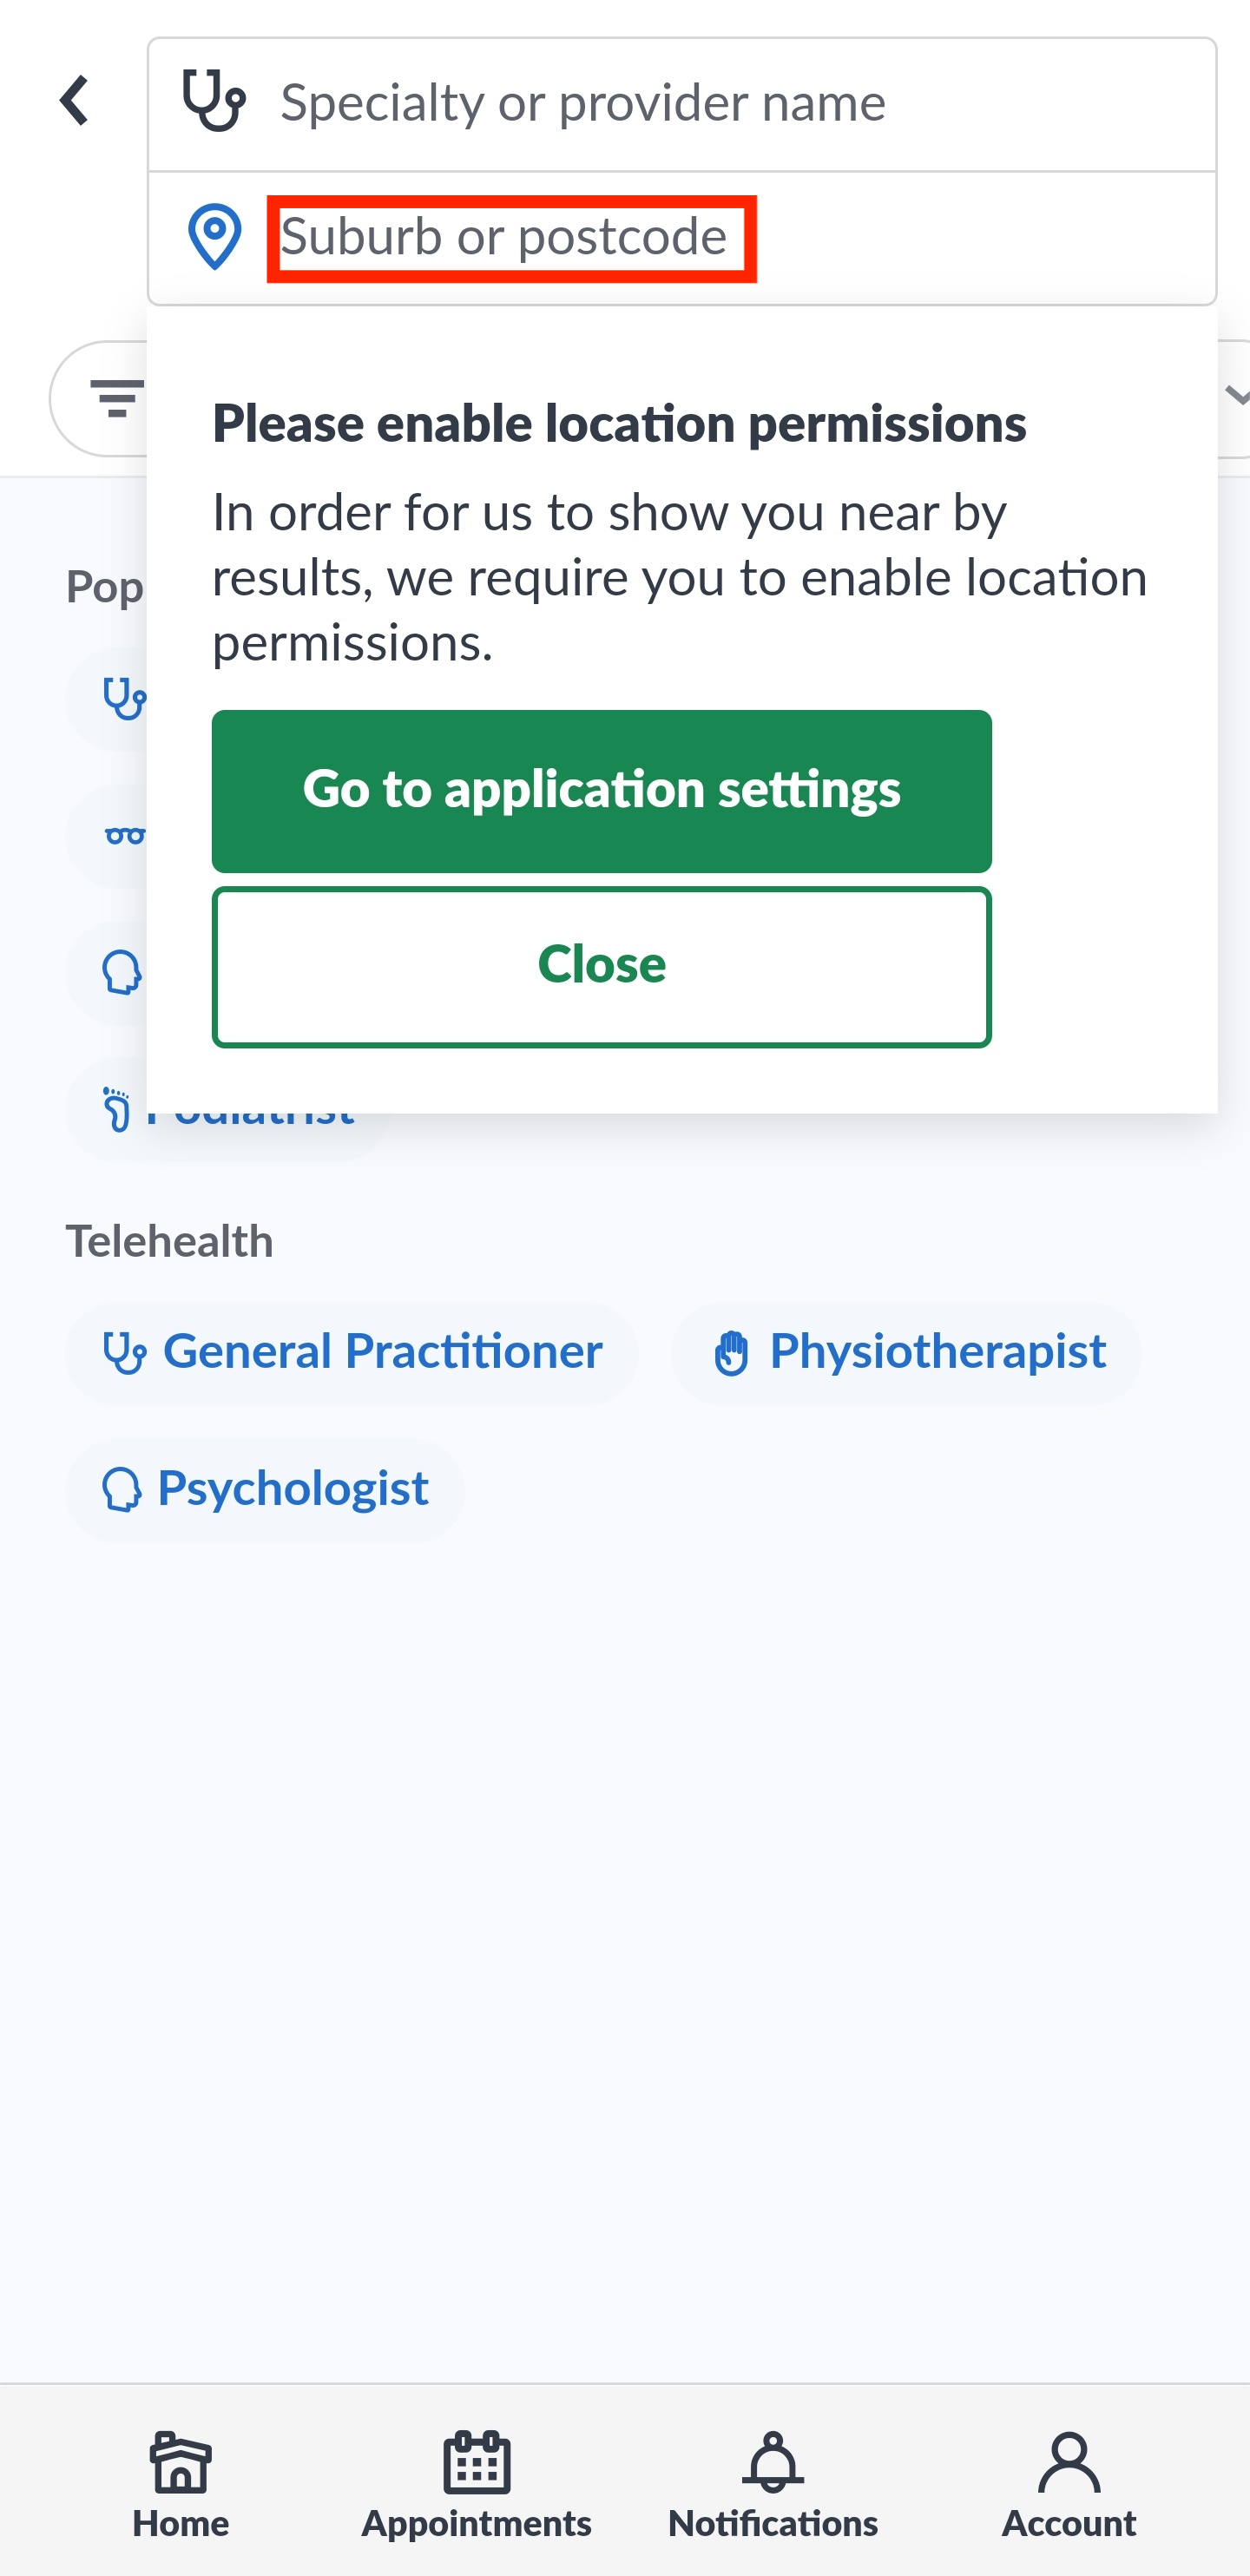 Specialty or provider name
Suburb or postcode
Please enable location permissions
In order for us to show you near by
results, we require you to enable location
permissions.
Pop
Go to application settings
Close
Podiatrist
Telehealth
General Practitioner
Physiotherapist
Psychologist
Home
Appointments
Notifications
Account